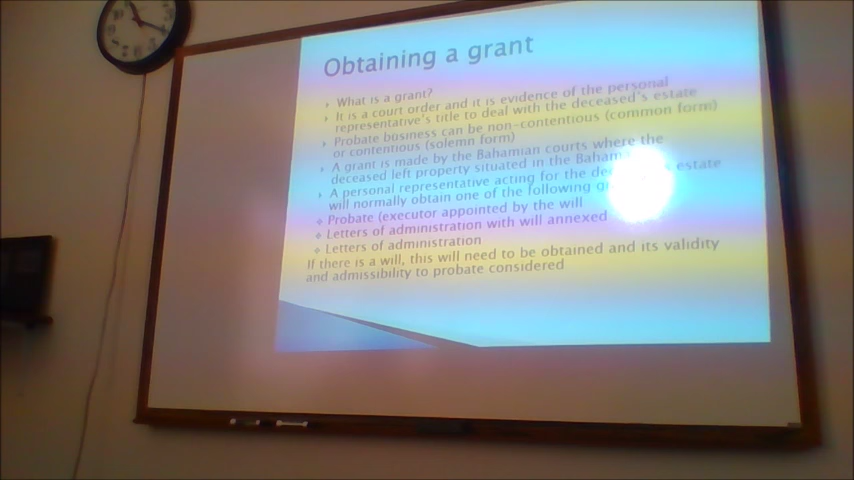 Obtaining a grant
What is a grant?
It is a court order and it is evidence of the personal
representative's title to deal with the deceased's estate
Probate business can be non-contentious (common form)
or contentious (solemn form)
A grant is made by the Bahamian courts where the
deceased left property situated in the
A personal representative acting for the estate
will normally obtain one of the following
Probate (executor appointed by the will
Letters of administration with will annexed
Letters of administration
If there is a will, this will need to be obtained and its validity
and admissibility to probate considered